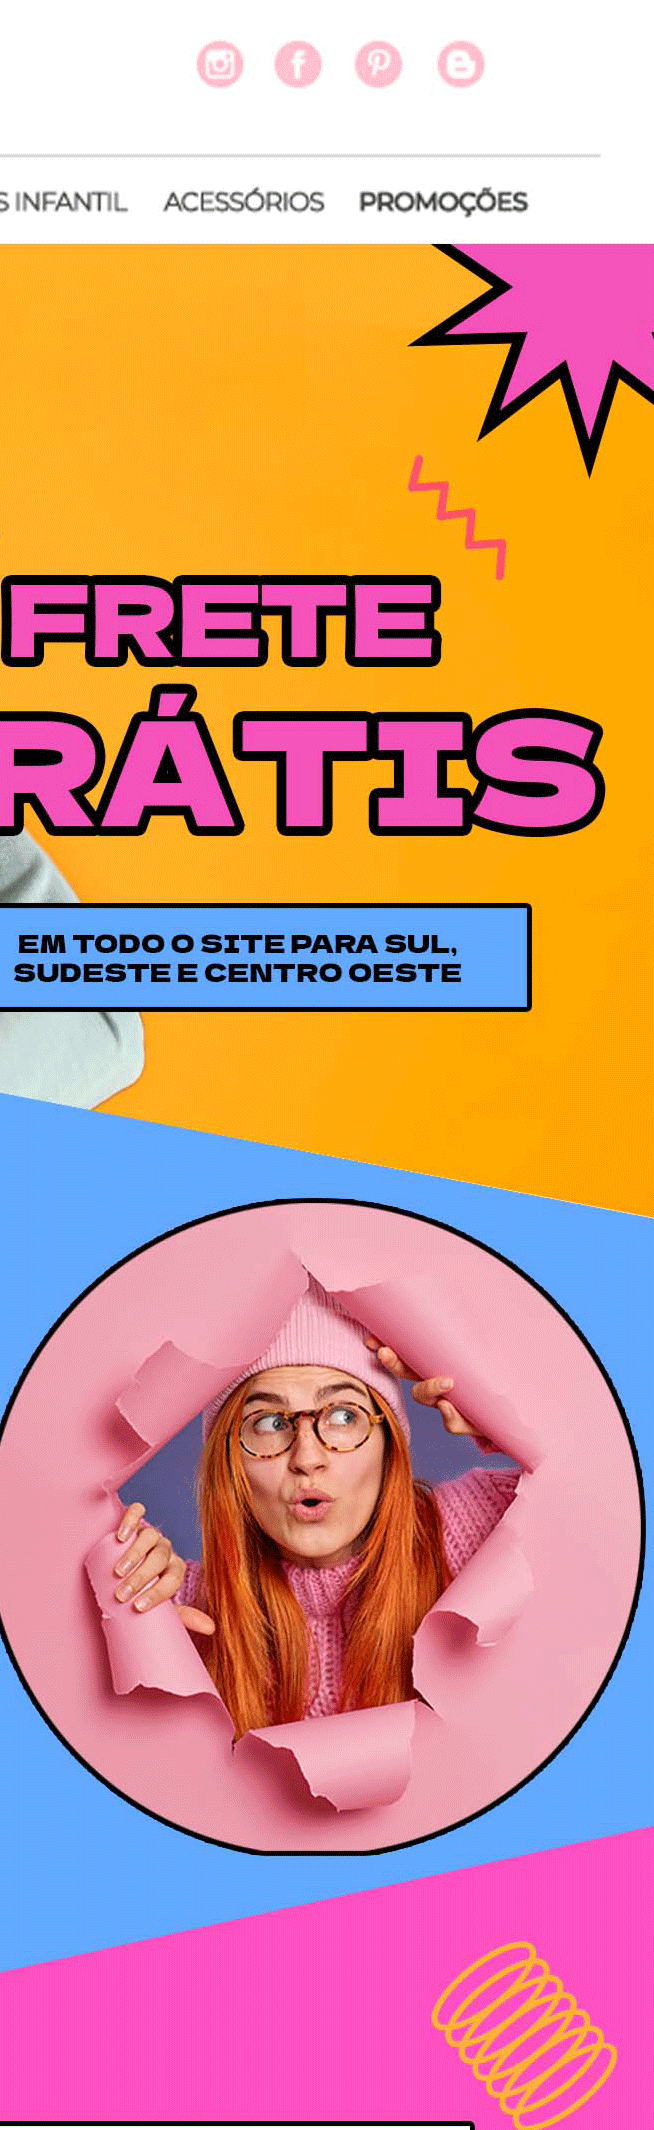 S INFANTIL ACESSÓRIOS PROMOÇÕES
FRETE
RÁTIS
EM TODO O SITE PARA SUL,
SUDESTE E CENTRO OESTE